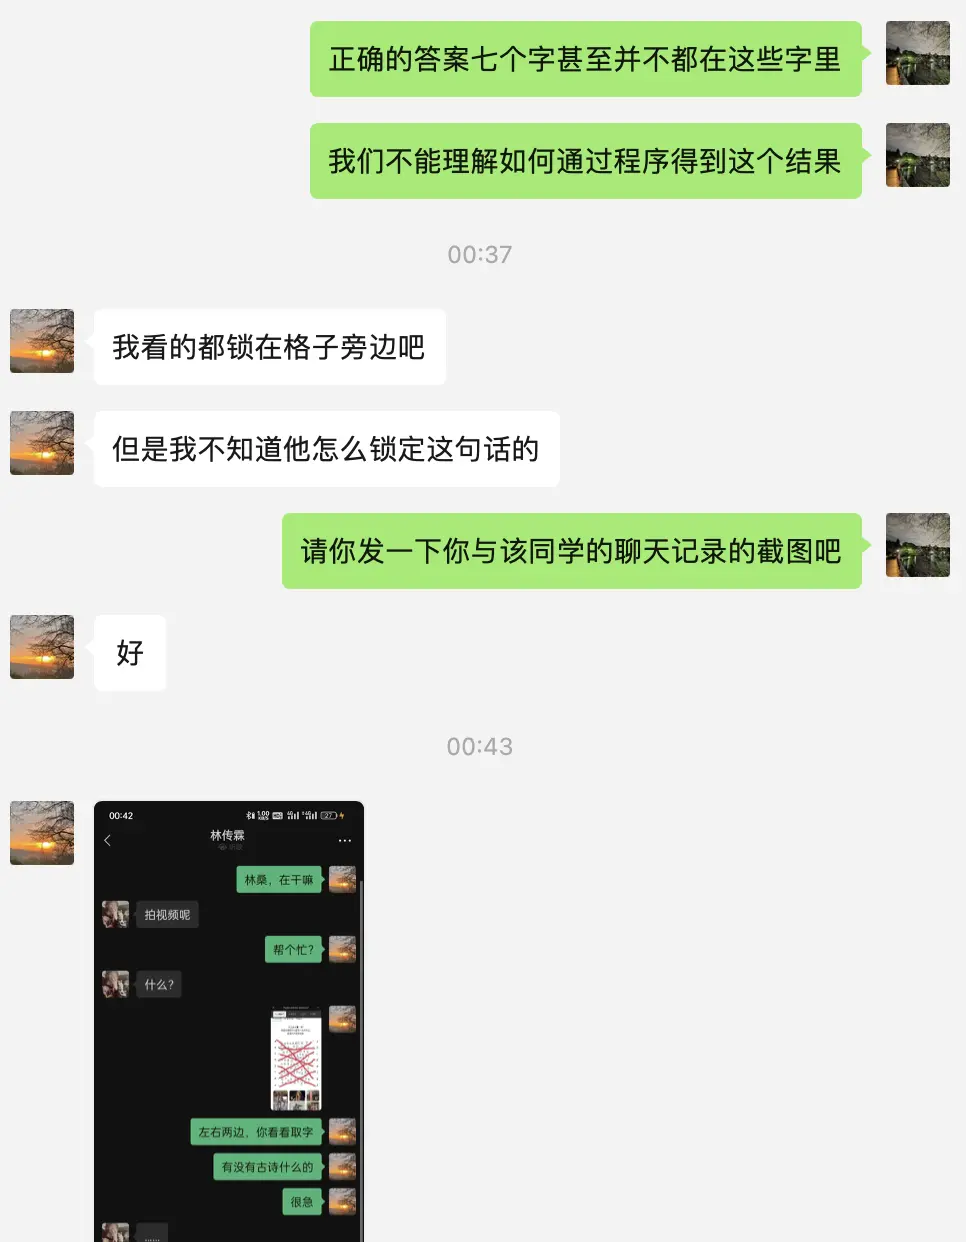 正确的答案七个字甚至并不都在这些字里
我们不能理解如何通过程序得到这个结果
00:37
我看的都锁在格子旁边吧
但是我不知道他怎么锁定这句话的
请你发一下你与该同学的聊天记录的截图吧
好
00:43
00:42
林传霖
林桑，在干嘛
拍视频呢
帮个忙?
什么?
左右两边，你看看取字
有没有古诗什么的
很急
......